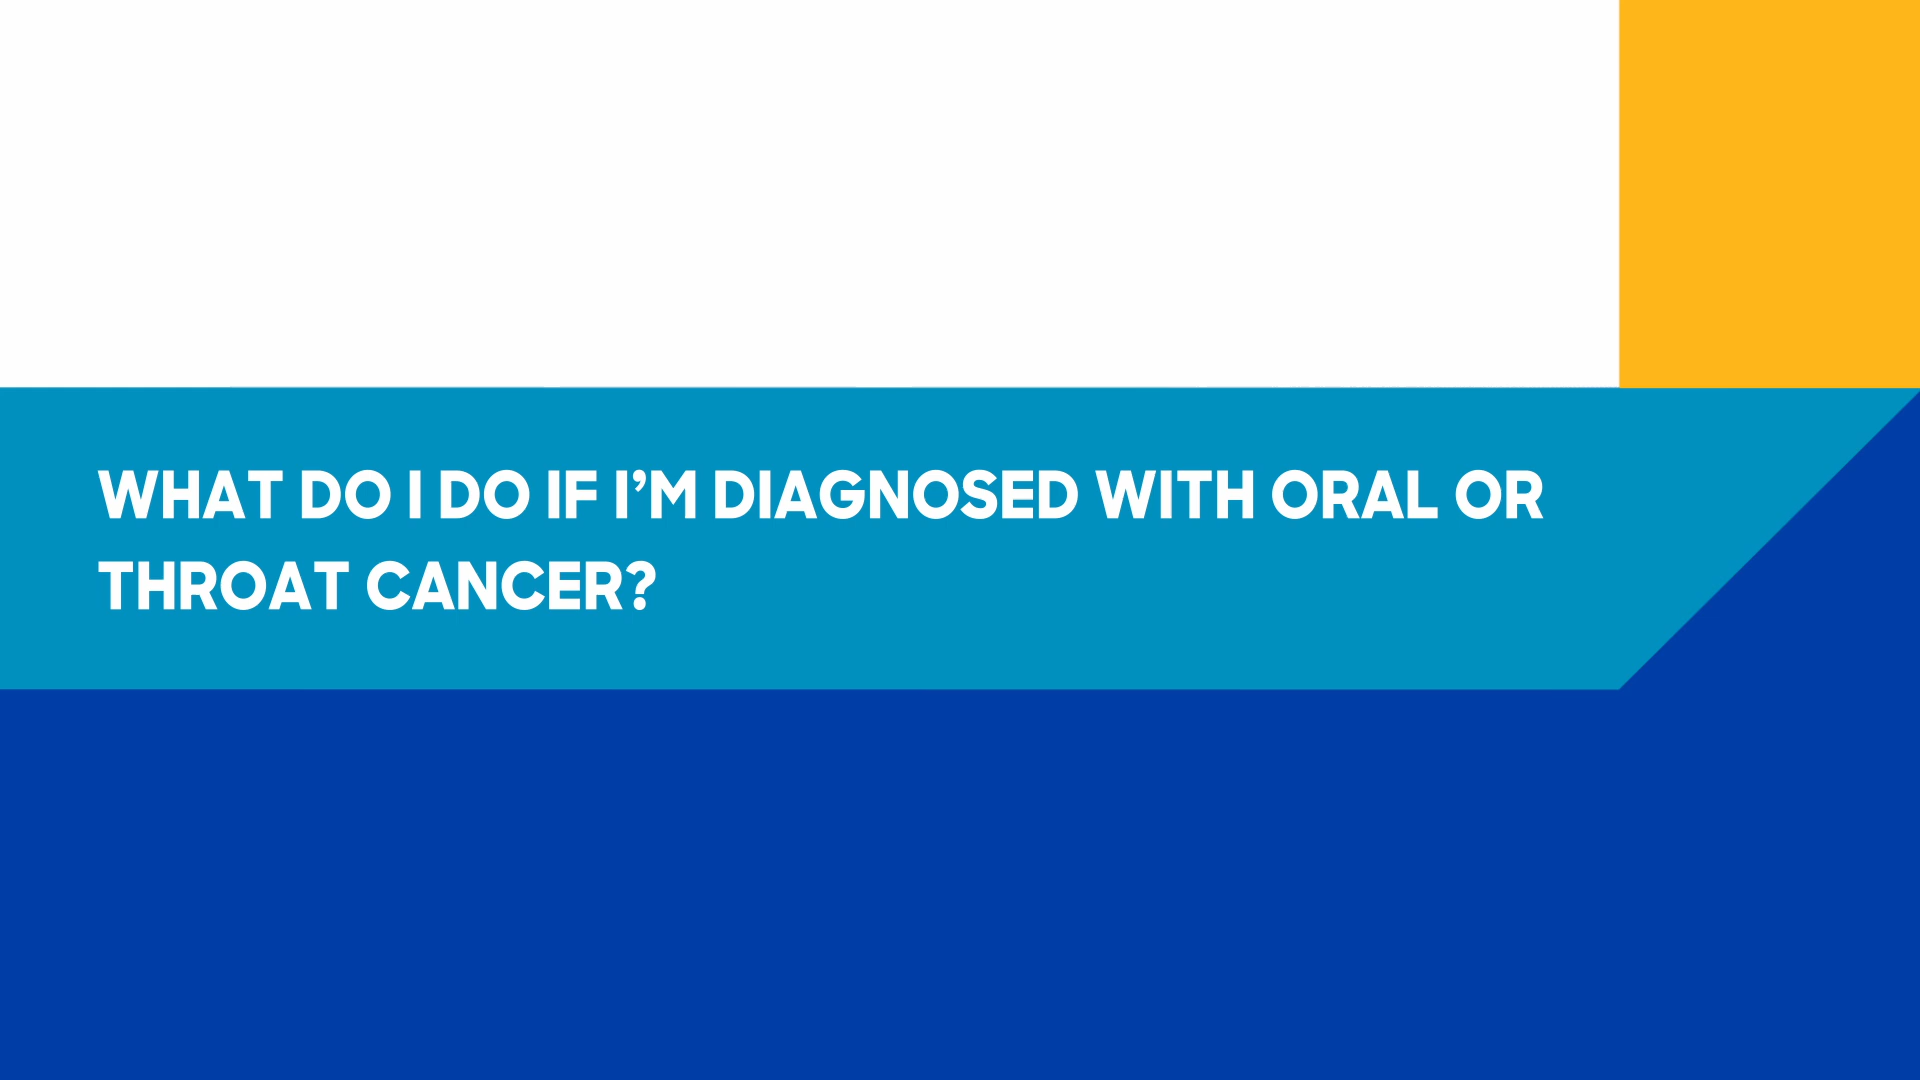 WHAT DO I DO IF I’M DIAGNOSED WITH ORAL OR
THROAT CANCER?